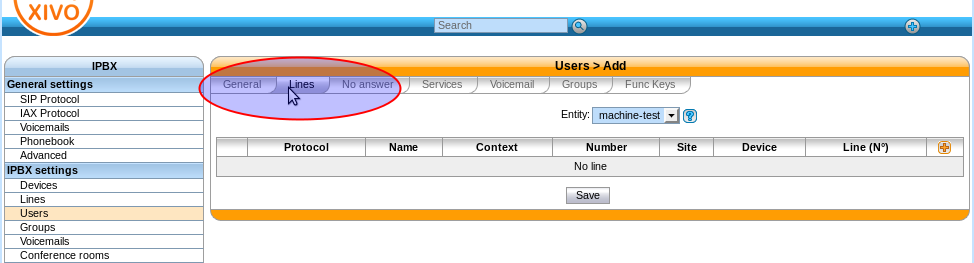 XIVO
Search
IPBX
General settings
SIP Protocol
IAX Protocol
Voicemails
Phonebook
Advanced
IPBX settings
Devices
Lines
Users
Groups
Voicemails
Conference rooms
Users > Add
General Lines No answer Services Voicemail Groups Func Keys
Entity: machine-test ?
Protocol Name Context Number Site Device Line (N°)
No line
Save